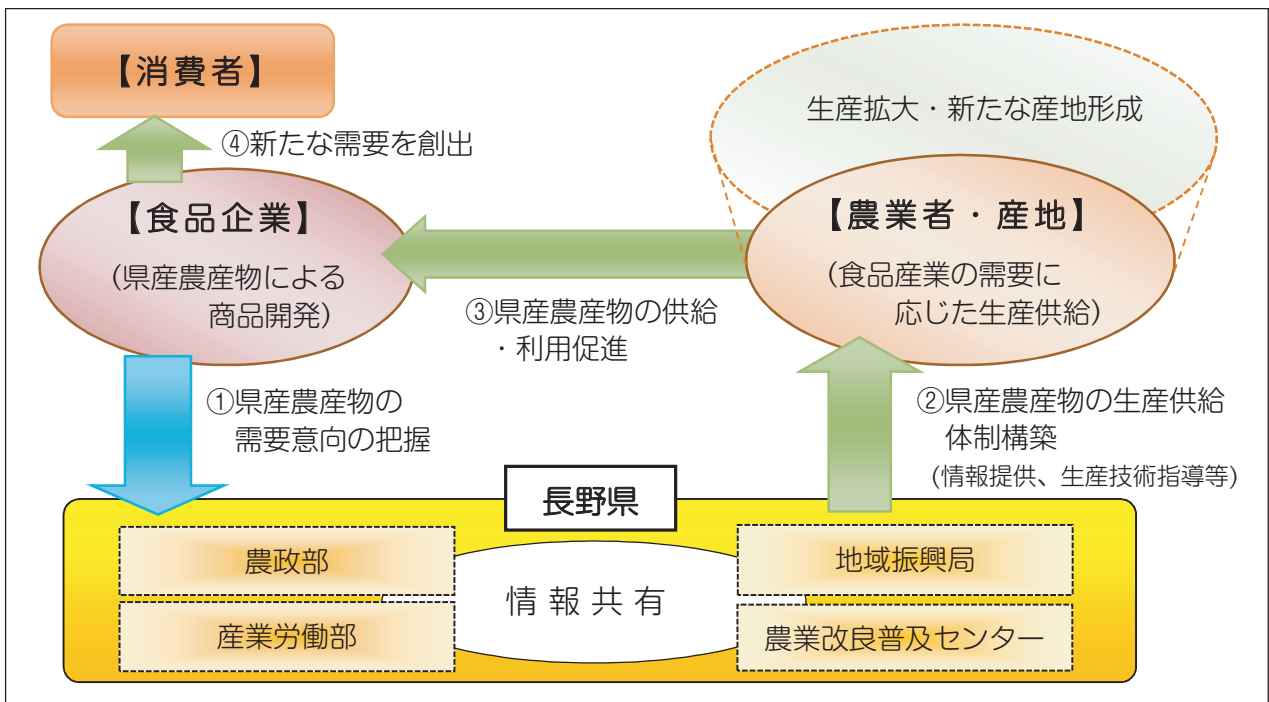 【消費者】
④新たな需要を創出
生産拡大・新たな産地形成
【食品企業】
(県産農産物による
商品開発)
③県産農産物の供給
・利用促進
【農業者・産地】
(食品産業の需要に
応じた生産供給)
①県産農産物の
需要意向の把握
②県産農産物の生産供給
体制構築
(情報提供、生産技術指導等)
長野県
農政部
産業労働部
情報共有
地域振興局
農業改良普及センター